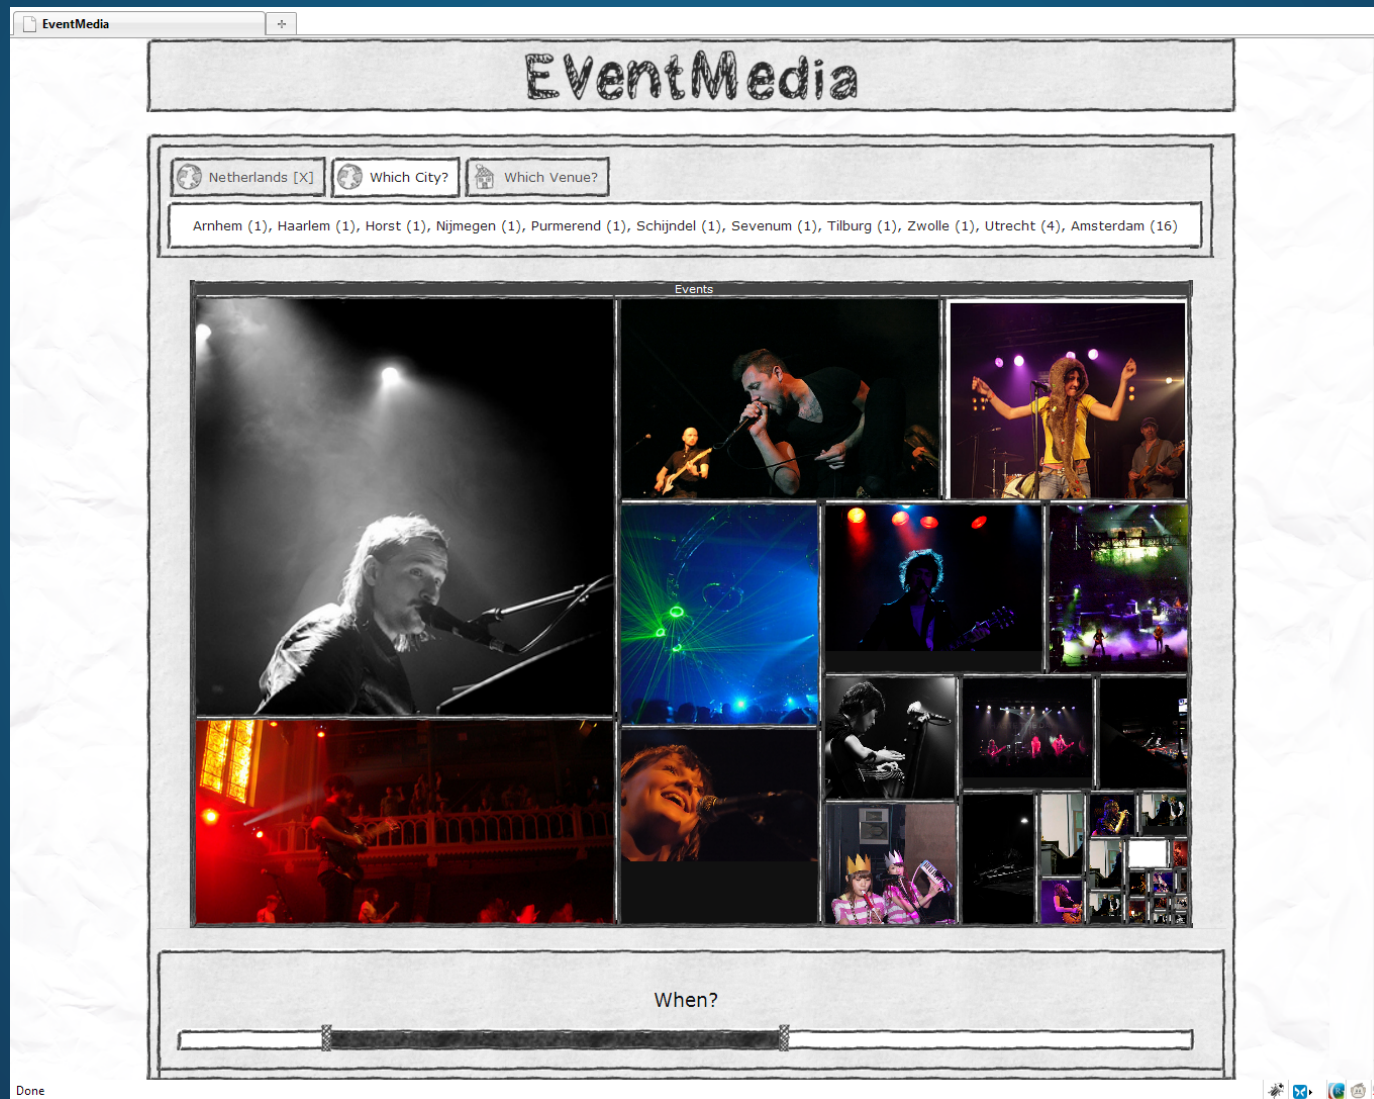 EventMedia
EventMedia
Netherlands [X] Which City? Which Venue?
Arnhem (1), Haarlem (1), Horst (1), Nijmegen (1), Purmerend (1), Schijndel (1), Sevenum (1), Tilburg (1), Zwolle (1), Utrecht (4), Amsterdam (16)
Events
When?
Done